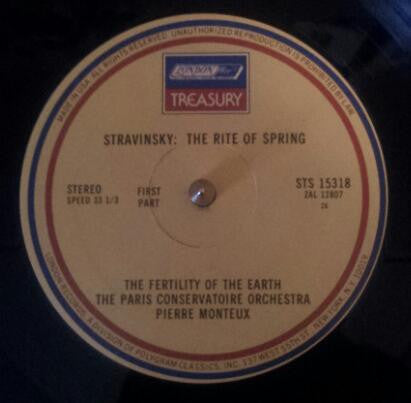 MADE IN USA. ALL RIGHTS RESERVED. UNAUTHORIZED REPRODUCTION IS PROHIBITED BY LAW.
LONDON
TREASURY
STRAVINSKY: THE RITE OF SPRING
STEREO
SPEED 33 1/3
FIRST
PART
STS 15318
ZAL 12807
THE FERTILITY OF THE EARTH
THE PARIS CONSERVATOIRE ORCHESTRA
PIERRE MONTEUX
LONDON RECORDS, A DIVISION OF POLYGRAM CLASSICS, INC. 137 WEST 55TH ST., NEW YORK, N.Y. 10019